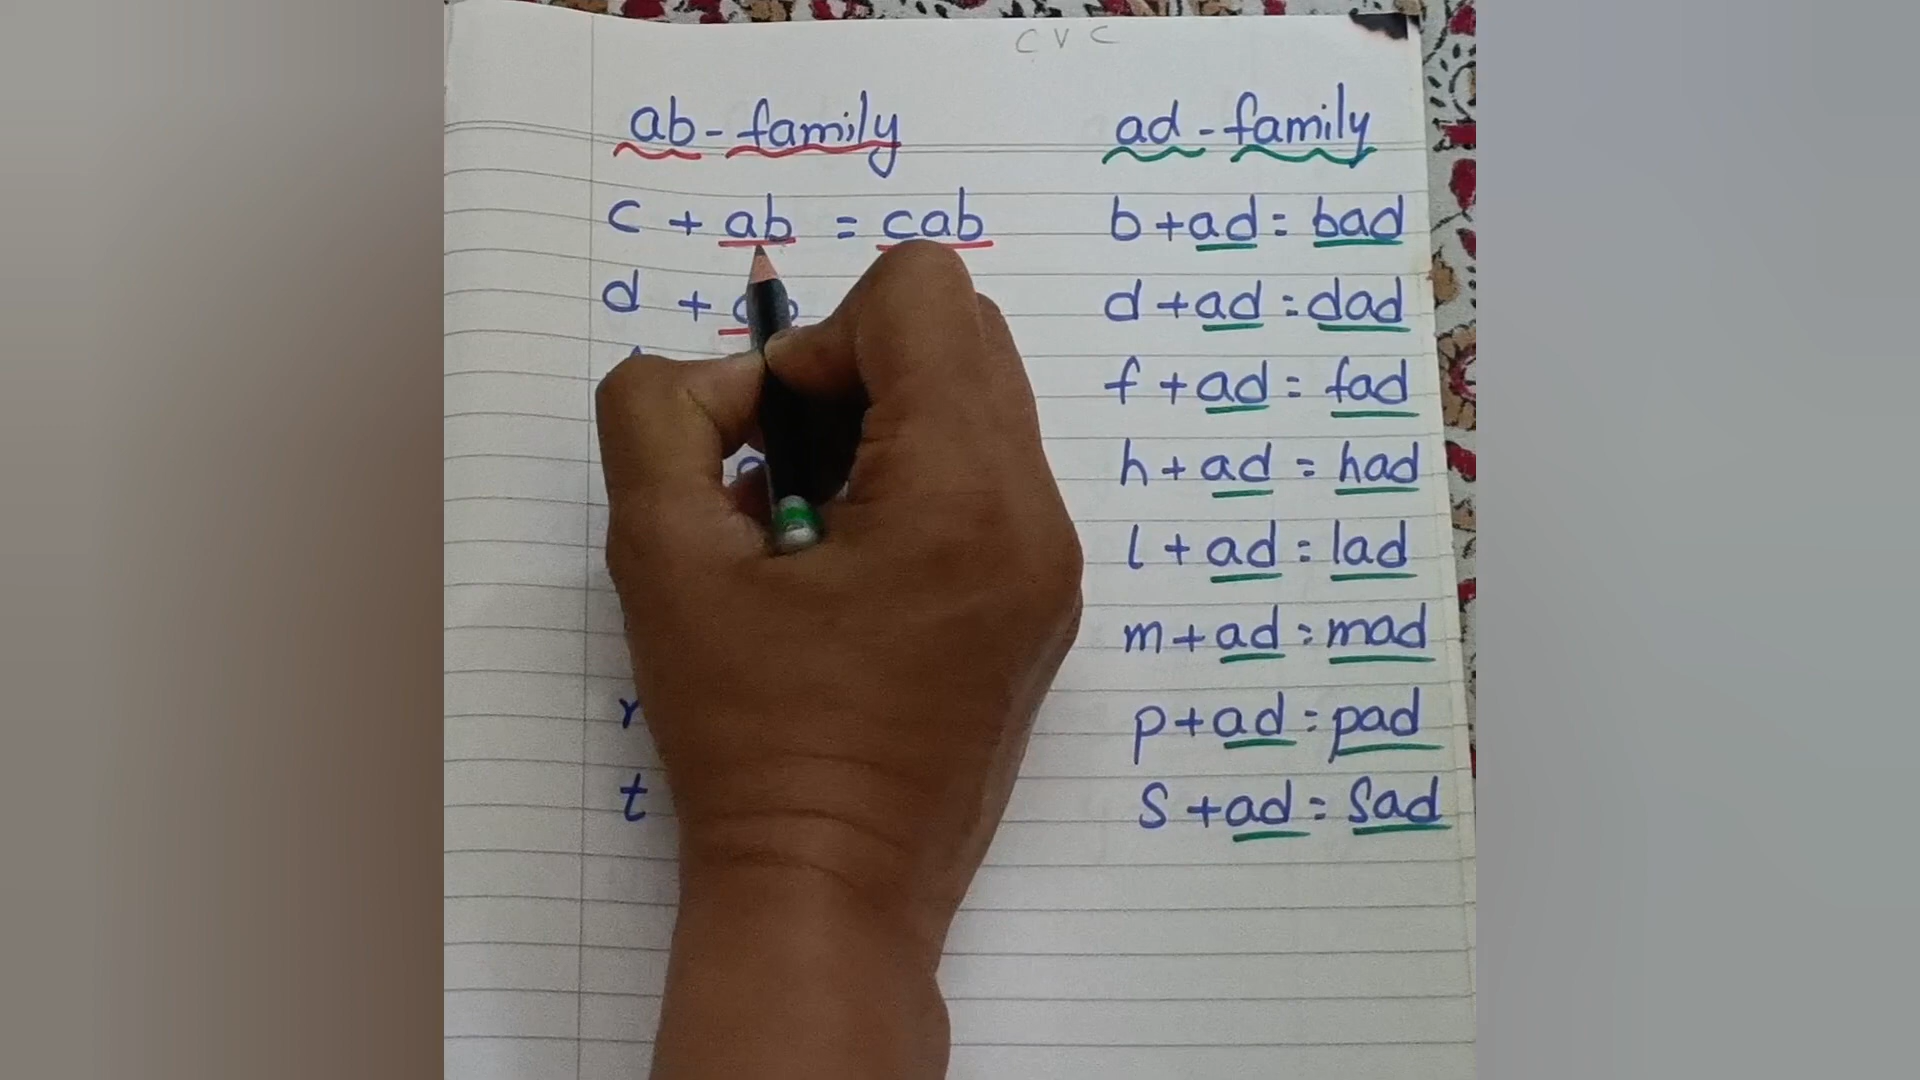 C V C
ab-family ad-family
c + ab = cab b + ad = bad
d + d + ad = dad
f + ad = fad
h + ad = had
l + ad = lad
m + ad = mad
r p + ad = pad
t s + ad = sad